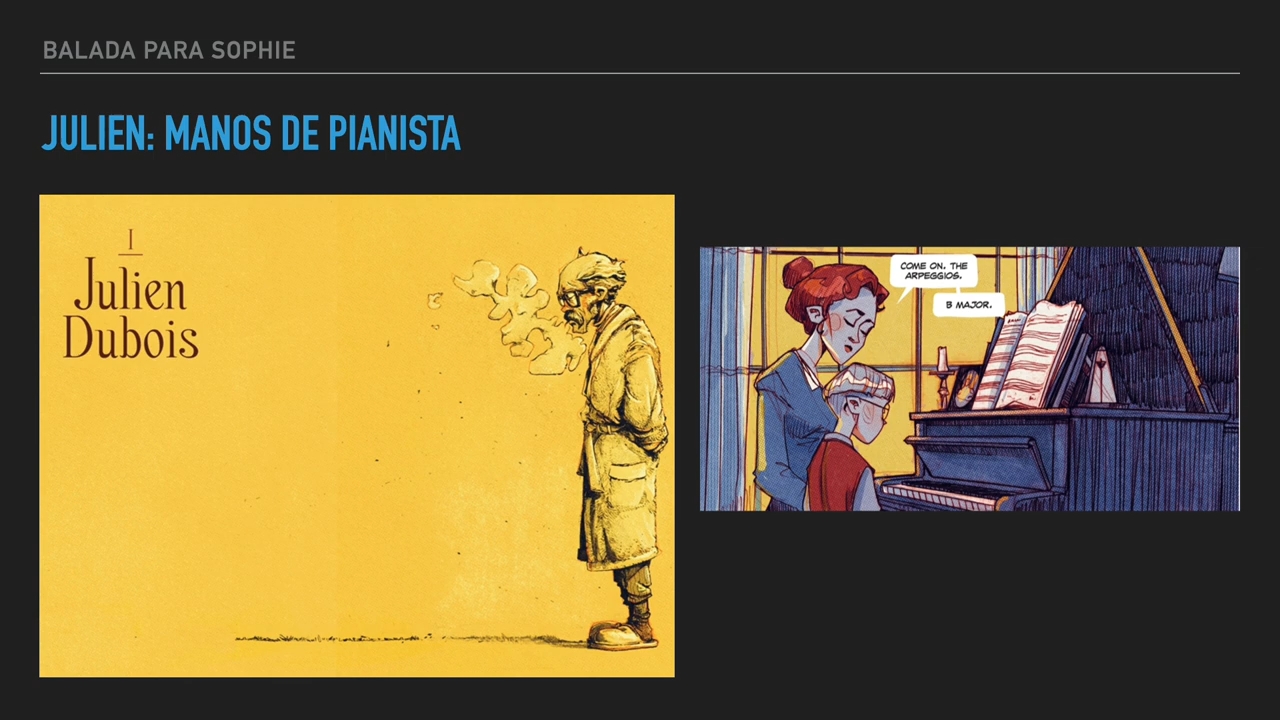 BALADA PARA SOPHIE
JULIEN: MANOS DE PIANISTA
I
Julien
Dubois
COME ON. THE
ARPEGGIOS.
B MAJOR.